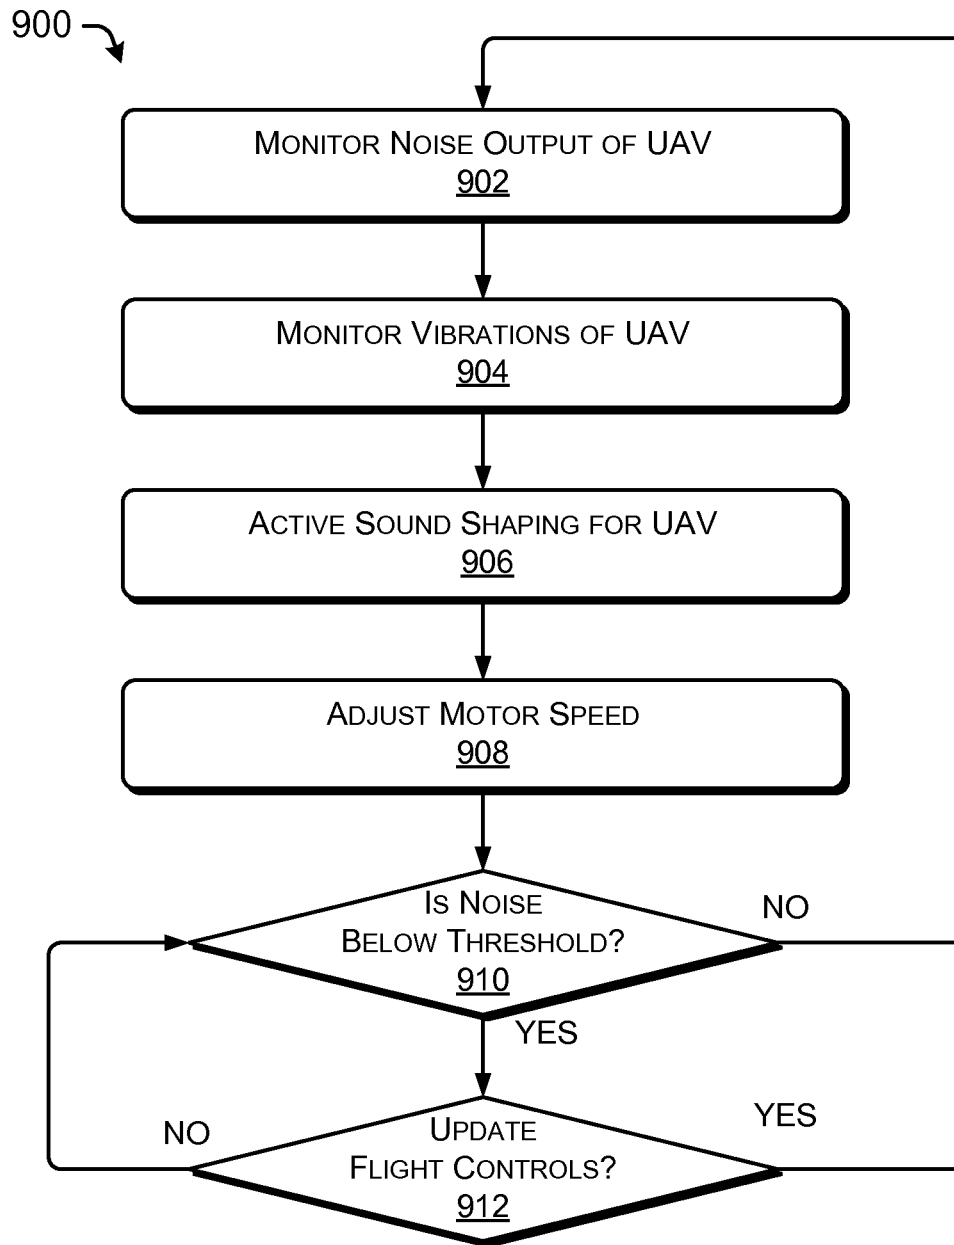 900
MONITOR NOISE OUTPUT OF UAV
902
MONITOR VIBRATIONS OF UAV
904
ACTIVE SOUND SHAPING FOR UAV
906
ADJUST MOTOR SPEED
908
IS NOISE
BELOW THRESHOLD?
910
NO
YES
UPDATE
FLIGHT CONTROLS?
912
NO
YES